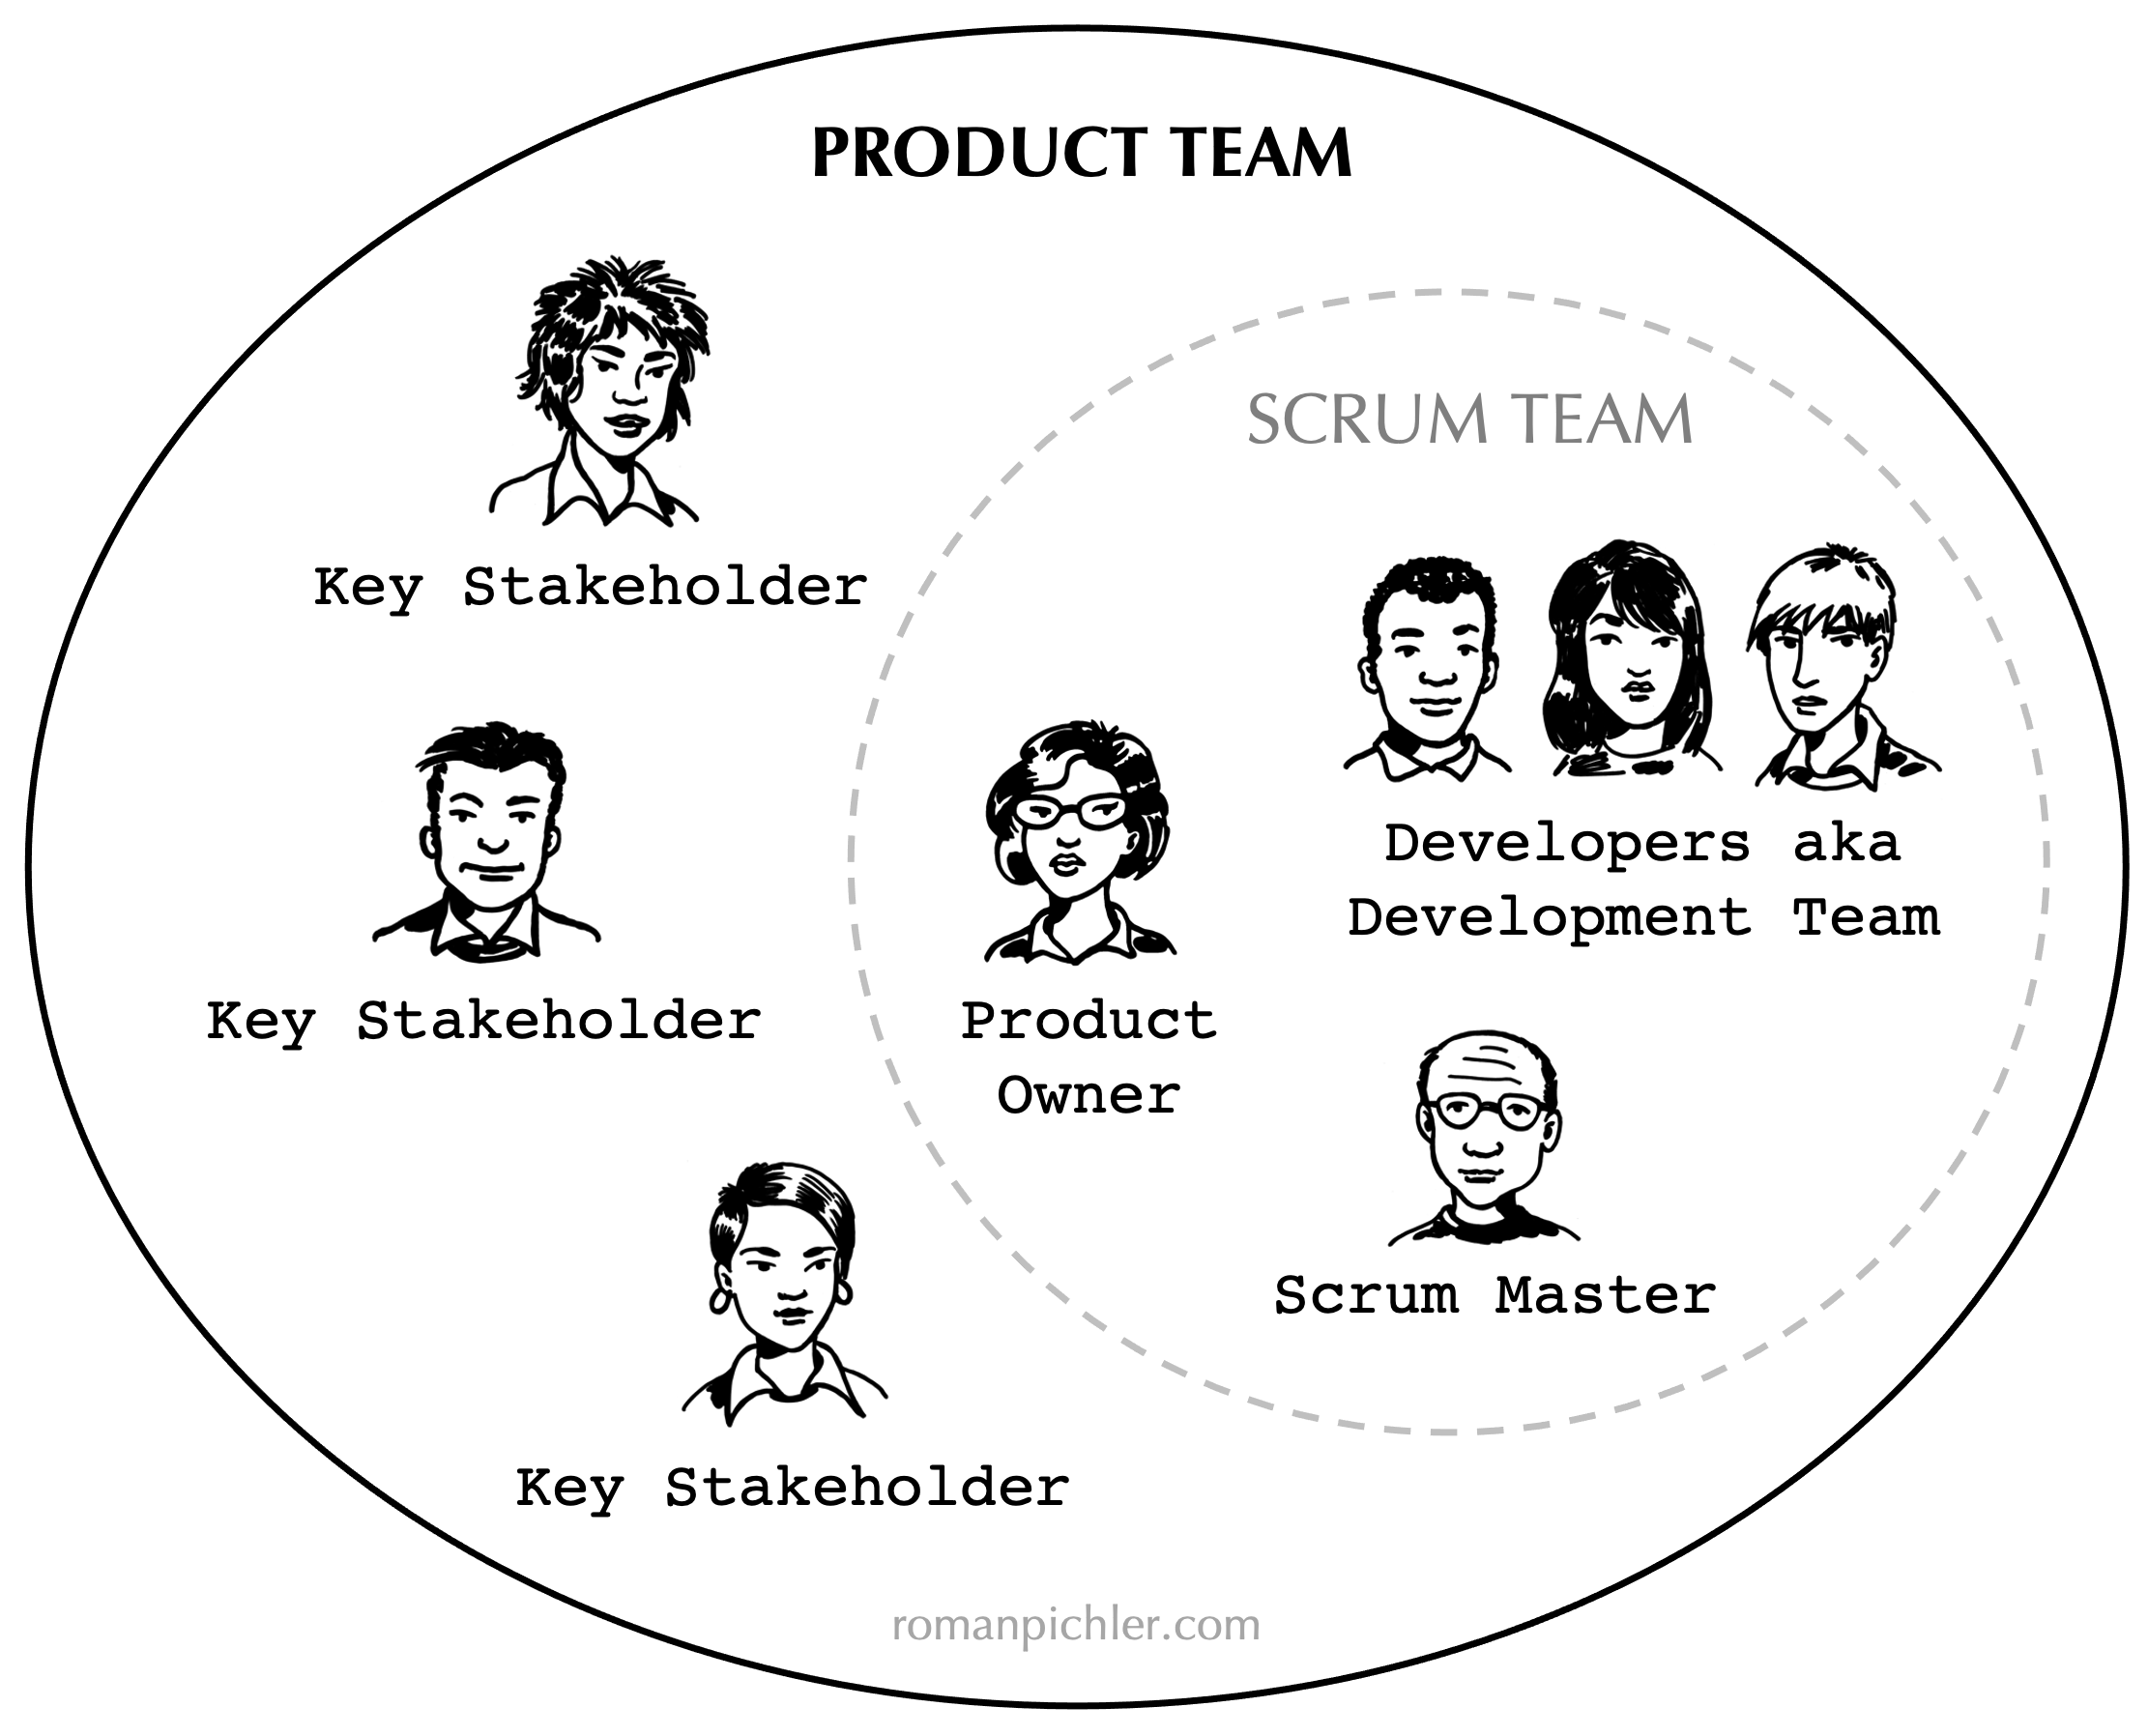 PRODUCT TEAM
SCRUM TEAM
Key Stakeholder
Developers aka
Development Team
Key Stakeholder
Product
Owner
Scrum Master
Key Stakeholder
romanpichler.com